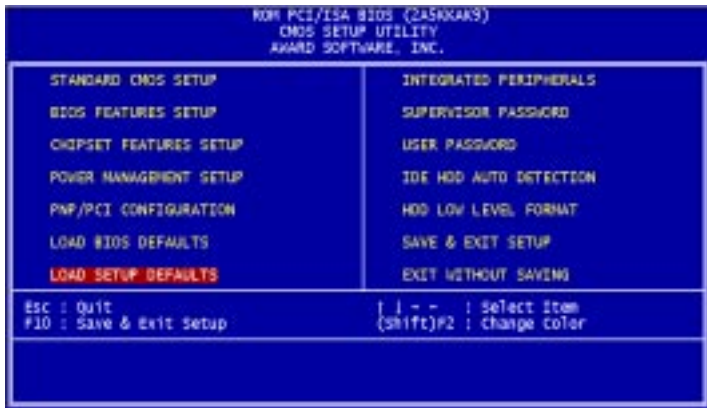 ROM PCI/ISA BIOS (2A5KKAK9)
CMOS SETUP UTILITY
AWARD SOFTWARE, INC.
STANDARD CMOS SETUP
BIOS FEATURES SETUP
CHIPSET FEATURES SETUP
POWER MANAGEMENT SETUP
PNP/PCI CONFIGURATION
LOAD BIOS DEFAULTS
LOAD SETUP DEFAULTS
INTEGRATED PERIPHERALS
SUPERVISOR PASSWORD
USER PASSWORD
IDE HDD AUTO DETECTION
HDD LOW LEVEL FORMAT
SAVE & EXIT SETUP
EXIT WITHOUT SAVING
Esc : Quit
F10 : Save & Exit Setup
: Select Item
(Shift)F2 : Change Color